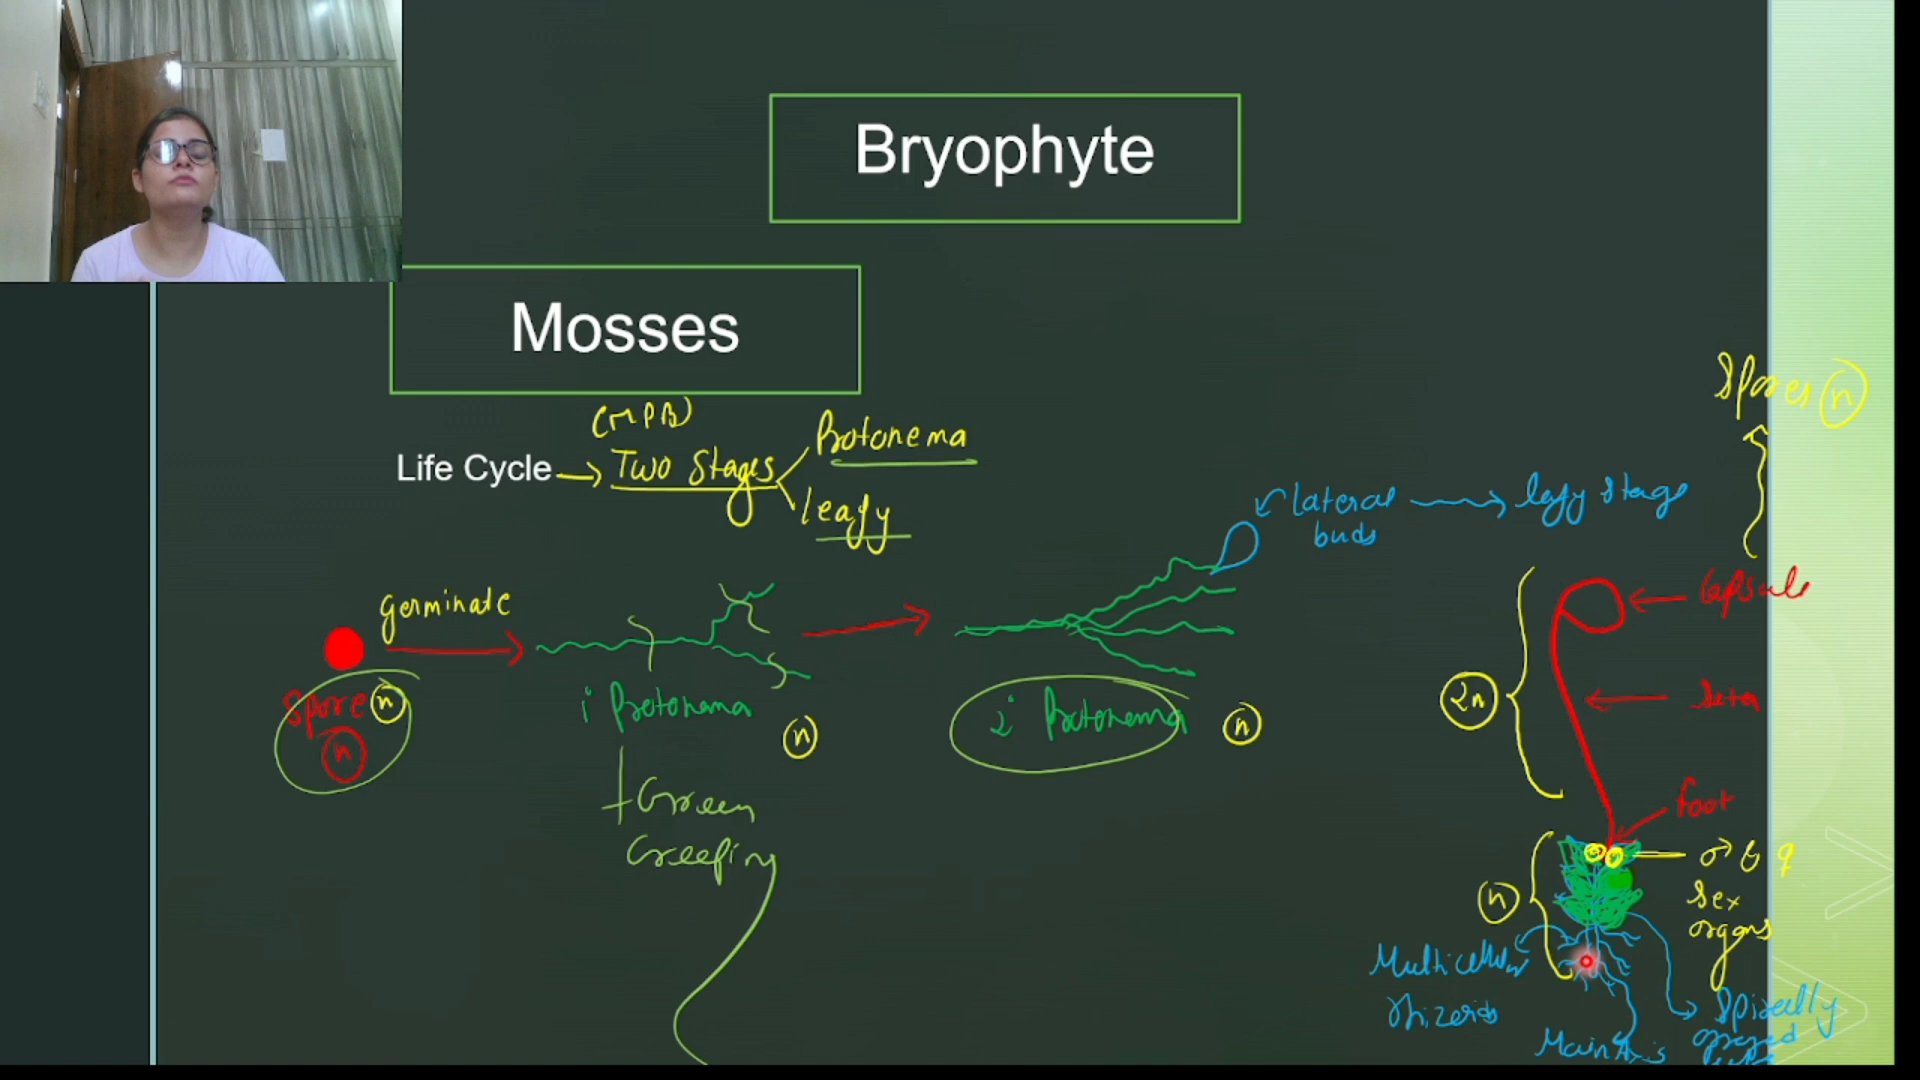 Bryophyte
Mosses
(MPB)
Life Cycle → Two Stages
Protonema
leafy
Spores n
lateral buds → leafy stage
germinate
Capsule
Spore n
n
1° Protonema
n
2° Protonema
n
2n
Seta
foot
Green
Creeping
n
♂ & ♀
Sex
organs
Multicellular
rhizoids
Main Axis
Spirally